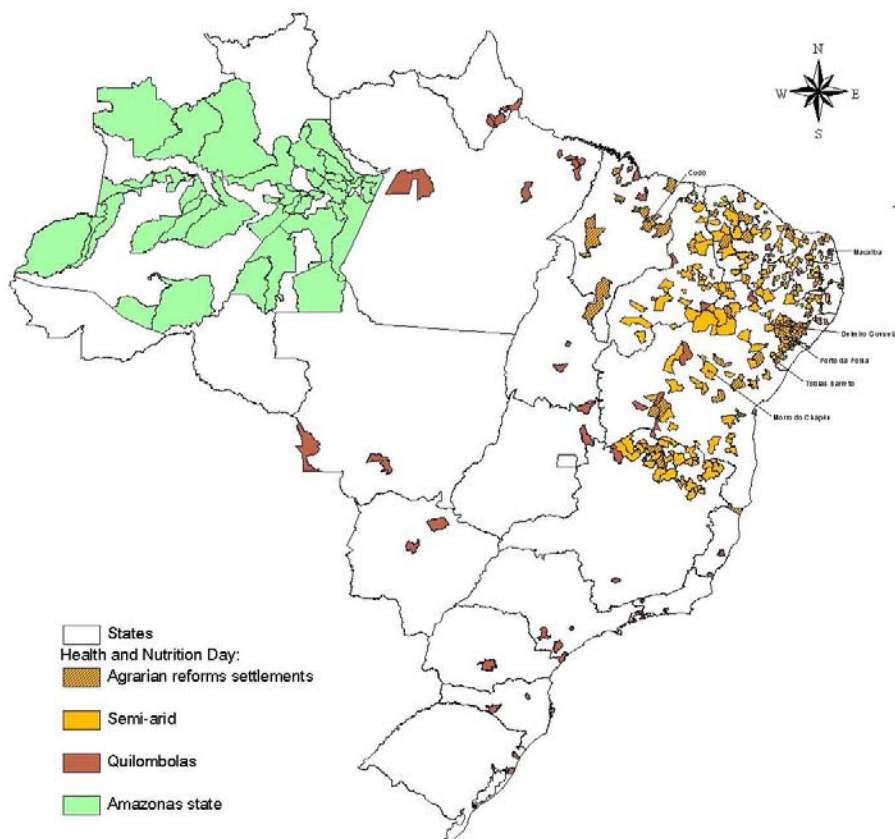 N
W E
S
Codó
Macaíba
Porto da Folha
Tobias Barreto
Morro do Chapéu
States
Health and Nutrition Day:
Agrarian reforms settlements
Semi-arid
Quilombolas
Amazonas state